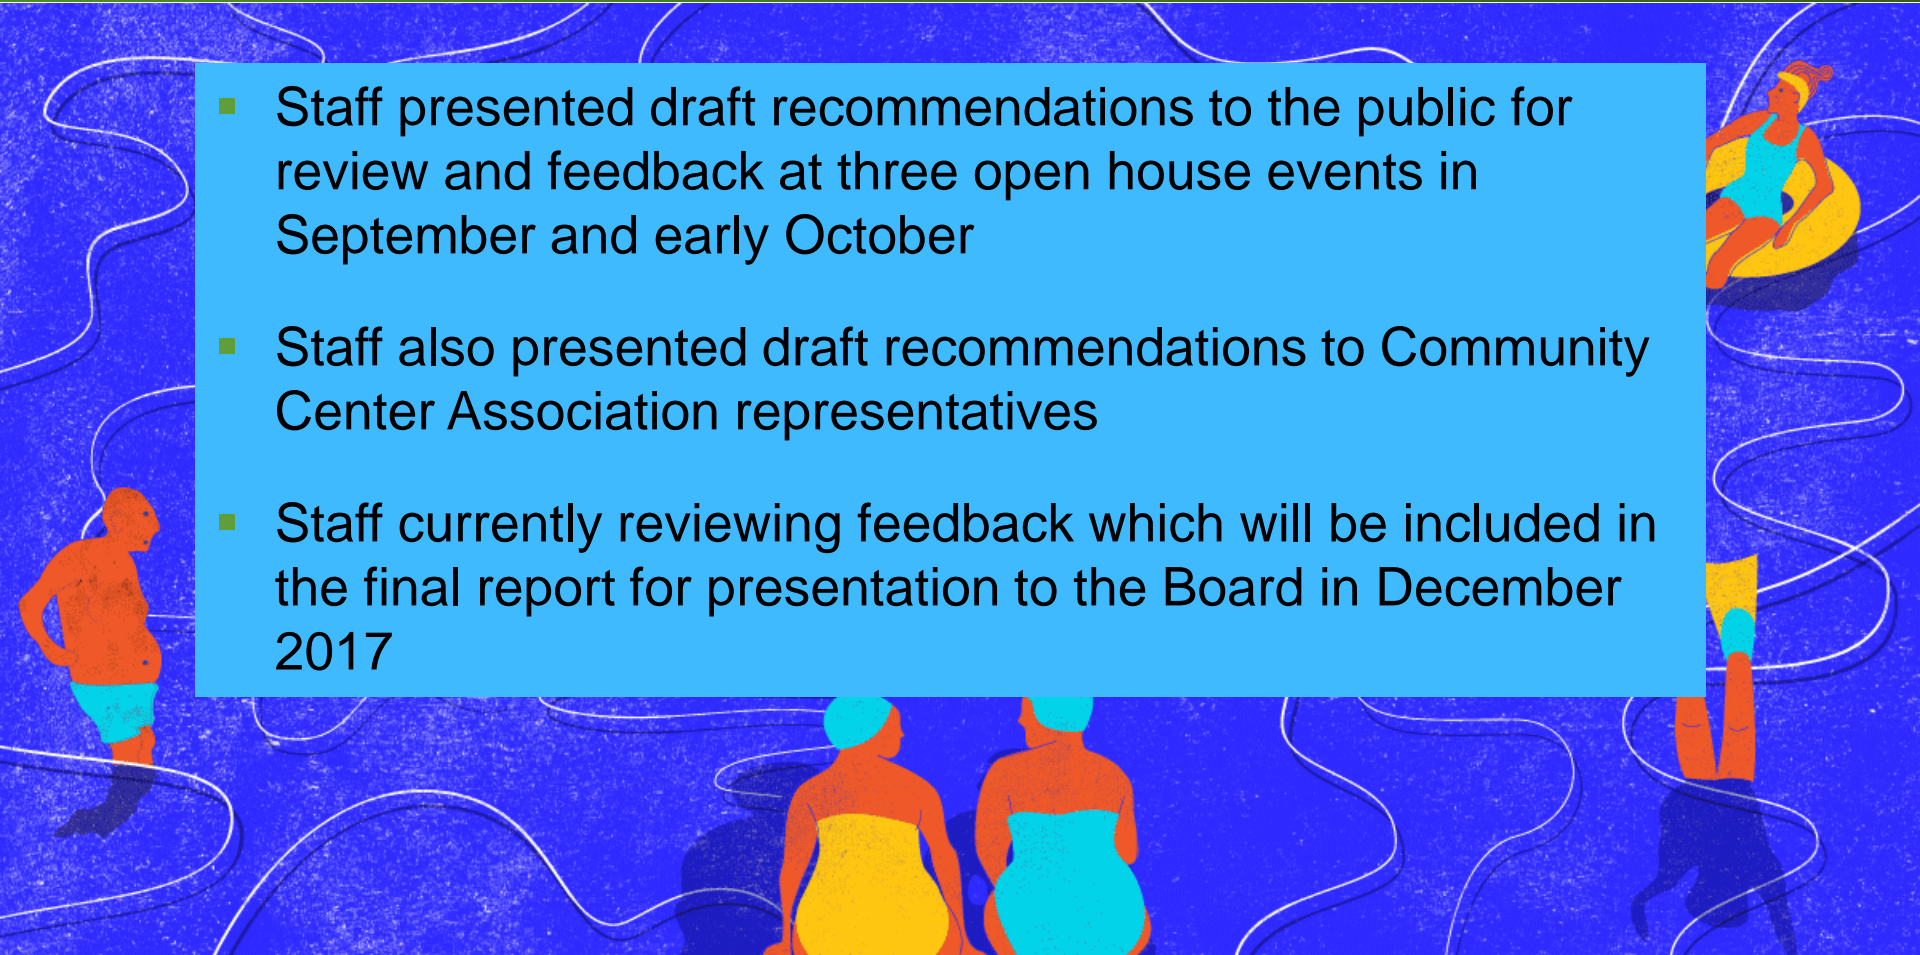 ▪ Staff presented draft recommendations to the public for
review and feedback at three open house events in
September and early October
▪ Staff also presented draft recommendations to Community
Center Association representatives
▪ Staff currently reviewing feedback which will be included in
the final report for presentation to the Board in December
2017